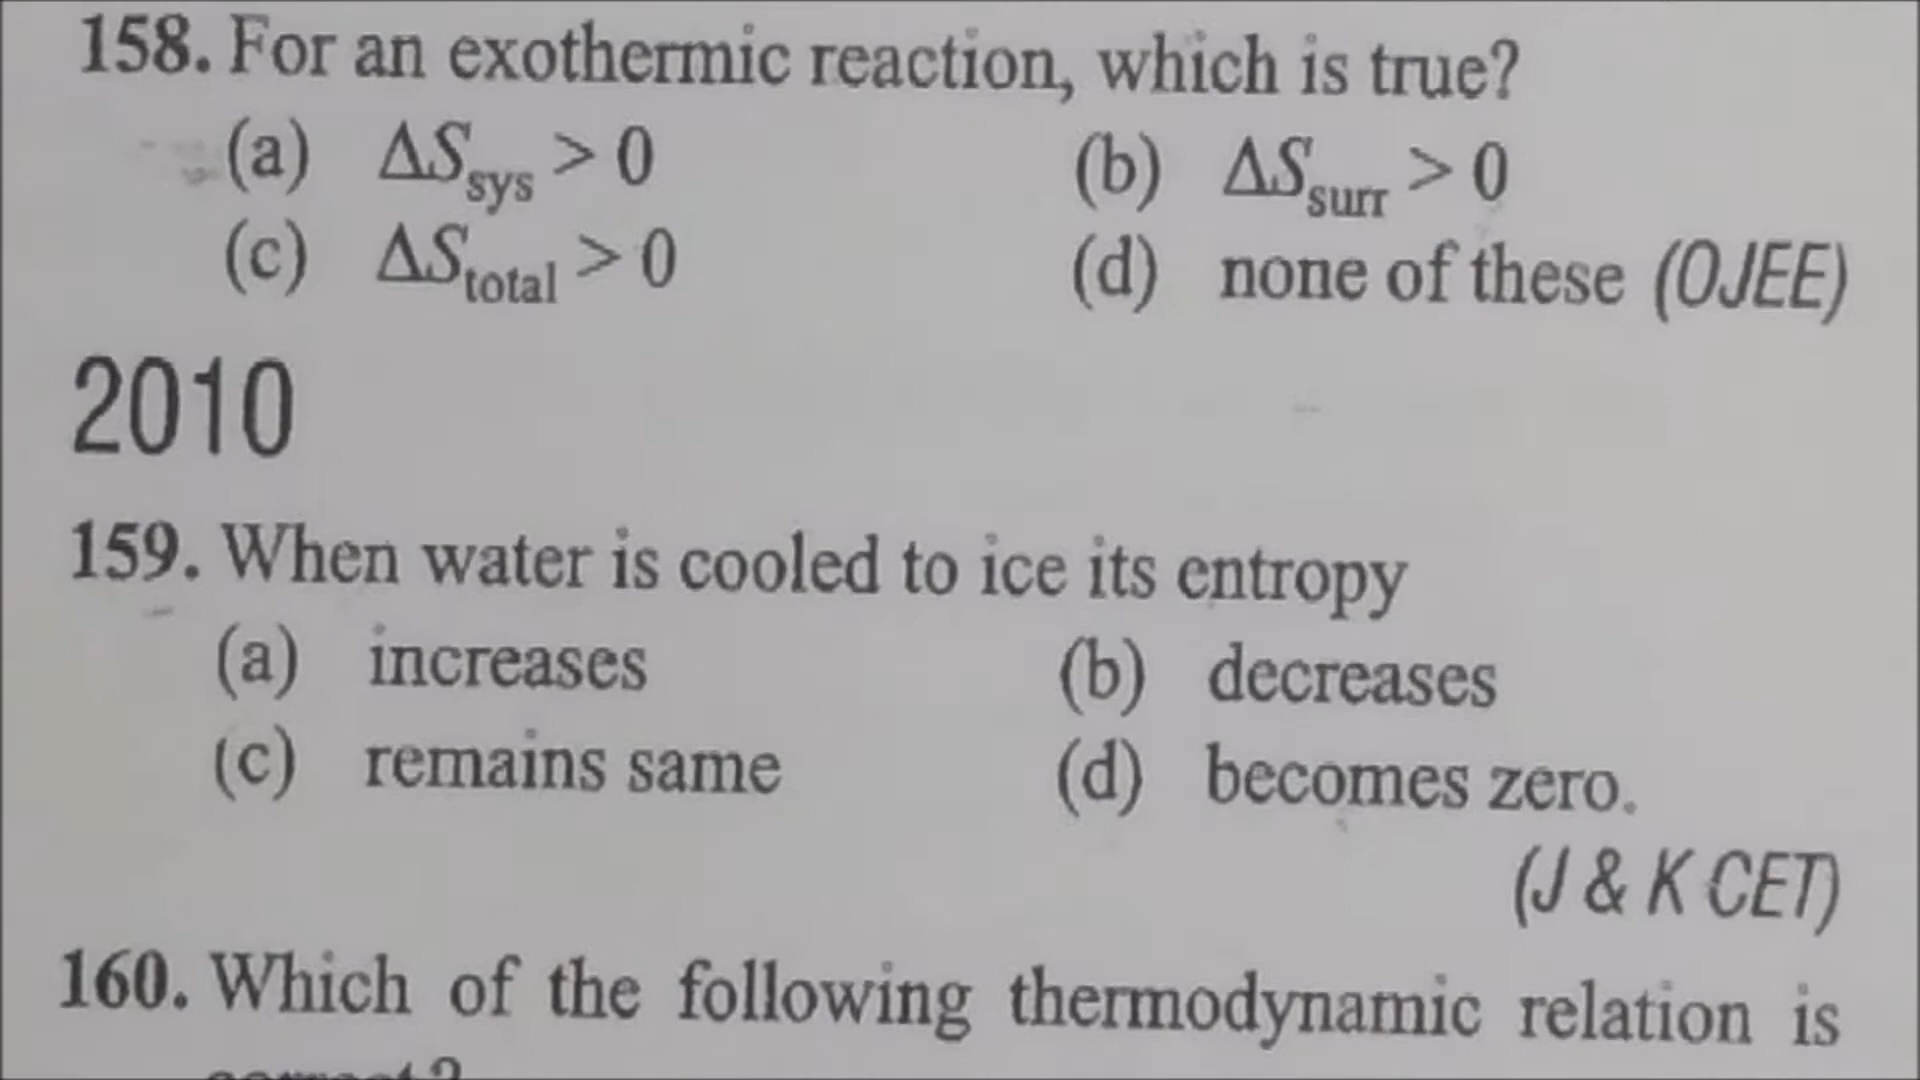 158. For an exothermic reaction, which is true?
(a) ΔS_sys > 0 (b) ΔS_surr > 0
(c) ΔS_total > 0 (d) none of these (OJEE)
2010
159. When water is cooled to ice its entropy
(a) increases (b) decreases
(c) remains same (d) becomes zero.
(J & K CET)
160. Which of the following thermodynamic relation is